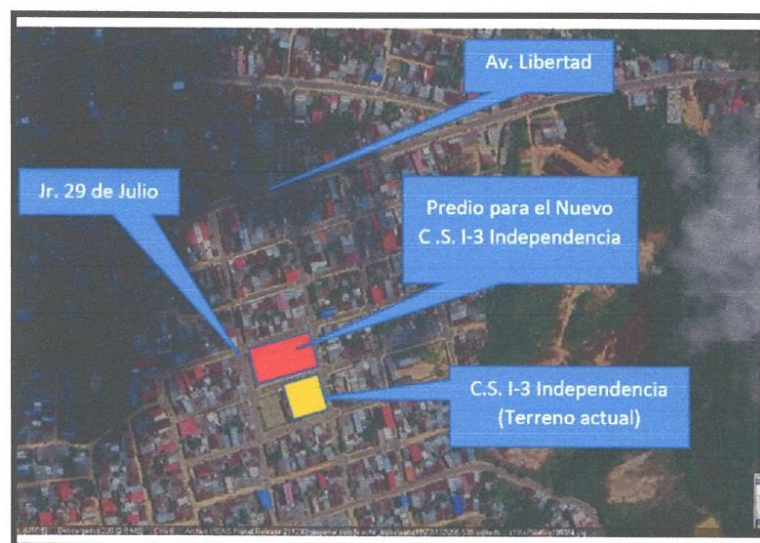 Av. Libertad
Jr. 29 de Julio
Predio para el Nuevo
C .S. I-3 Independencia
C.S. I-3 Independencia
(Terreno actual)